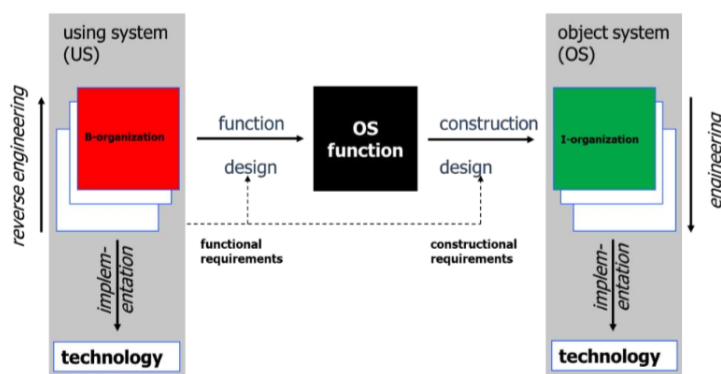 using system
(US)
reverse engineering
B-organization
implem-
entation
technology
function
design
functional
requirements
OS
function
construction
design
constructional
requirements
object system
(OS)
I-organization
engineering
implem-
entation
technology